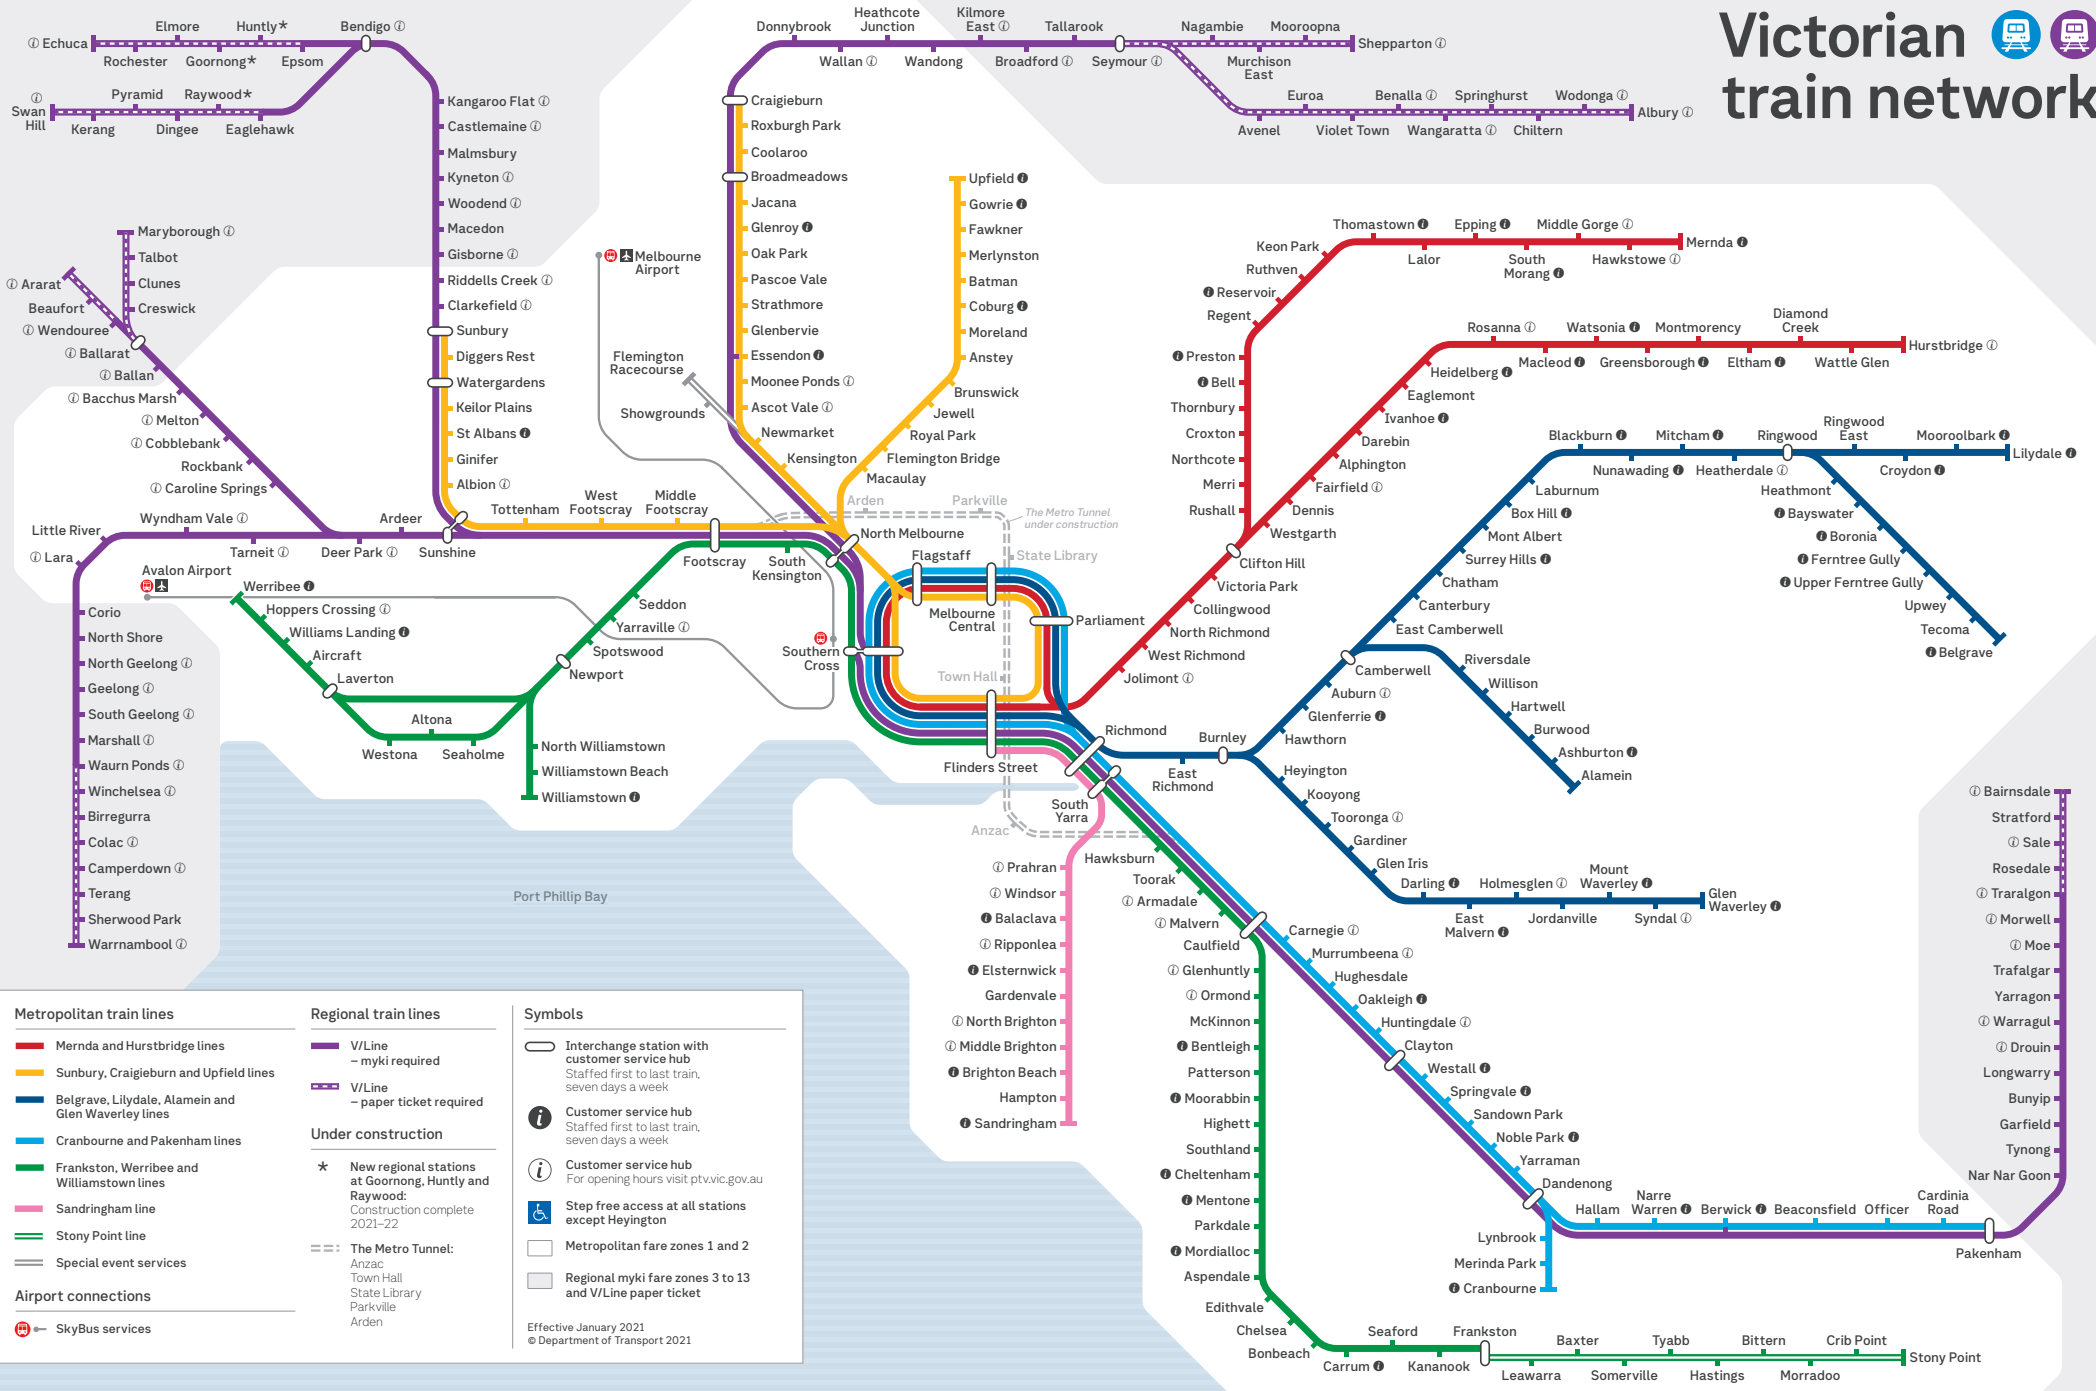 Victorian
train network
Echuca
Elmore
Huntly*
Bendigo
Rochester
Goornong*
Epsom
Swan
Hill
Pyramid
Raywood*
Kerang
Dingee
Eaglehawk
Kangaroo Flat
Castlemaine
Malmsbury
Kyneton
Woodend
Macedon
Gisborne
Riddells Creek
Clarkefield
Sunbury
Diggers Rest
Watergardens
Keilor Plains
St Albans
Ginifer
Albion
Maryborough
Talbot
Clunes
Creswick
Ararat
Beaufort
Wendouree
Ballarat
Ballan
Bacchus Marsh
Melton
Cobblebank
Rockbank
Caroline Springs
Little River
Wyndham Vale
Ardeer
Lara
Tarneit
Deer Park
Sunshine
Tottenham
West
Footscray
Middle
Footscray
Footscray
South
Kensington
Avalon Airport
Werribee
Hoppers Crossing
Williams Landing
Aircraft
Laverton
Altona
Westona
Seaholme
Seddon
Yarraville
Spotswood
Newport
North Williamstown
Williamstown Beach
Williamstown
Corio
North Shore
North Geelong
Geelong
South Geelong
Marshall
Waurn Ponds
Winchelsea
Birregurra
Colac
Camperdown
Terang
Sherwood Park
Warrnambool
Donnybrook
Heathcote
Junction
Kilmore
East
Tallarook
Wallan
Wandong
Broadford
Seymour
Nagambie
Mooroopna
Shepparton
Murchison
East
Euroa
Benalla
Springhurst
Wodonga
Albury
Avenel
Violet Town
Wangaratta
Chiltern
Craigieburn
Roxburgh Park
Coolaroo
Broadmeadows
Jacana
Glenroy
Oak Park
Pascoe Vale
Strathmore
Glenbervie
Essendon
Moonee Ponds
Ascot Vale
Newmarket
Kensington
Melbourne
Airport
Flemington
Racecourse
Showgrounds
Upfield
Gowrie
Fawkner
Merlynston
Batman
Coburg
Moreland
Anstey
Brunswick
Jewell
Royal Park
Flemington Bridge
Macaulay
Arden
Parkville
The Metro Tunnel
under construction
State Library
North Melbourne
Flagstaff
Melbourne
Central
Parliament
Southern
Cross
Town Hall
Flinders Street
Anzac
Richmond
South
Yarra
Thomastown
Epping
Middle Gorge
Mernda
Keon Park
Lalor
South
Morang
Hawkstowe
Ruthven
Reservoir
Regent
Preston
Bell
Thornbury
Croxton
Northcote
Merri
Rushall
Rosanna
Watsonia
Montmorency
Diamond
Creek
Hurstbridge
Macleod
Greensborough
Eltham
Wattle Glen
Heidelberg
Eaglemont
Ivanhoe
Darebin
Alphington
Fairfield
Dennis
Westgarth
Clifton Hill
Victoria Park
Collingwood
North Richmond
West Richmond
Jolimont
Blackburn
Mitcham
Ringwood
Ringwood
East
Mooroolbark
Lilydale
Nunawading
Heatherdale
Croydon
Laburnum
Box Hill
Mont Albert
Surrey Hills
Chatham
Canterbury
East Camberwell
Camberwell
Auburn
Glenferrie
Hawthorn
Heathmont
Bayswater
Boronia
Ferntree Gully
Upper Ferntree Gully
Upwey
Tecoma
Belgrave
Riversdale
Willison
Hartwell
Burwood
Ashburton
Alamein
Burnley
East
Richmond
Heyington
Kooyong
Tooronga
Gardiner
Glen Iris
Darling
Holmesglen
Mount
Waverley
Glen
Waverley
East
Malvern
Jordanville
Syndal
Prahran
Windsor
Balaclava
Ripponlea
Elsternwick
Gardenvale
North Brighton
Middle Brighton
Brighton Beach
Hampton
Sandringham
Hawksburn
Toorak
Armadale
Malvern
Caulfield
Glenhuntly
Ormond
McKinnon
Bentleigh
Patterson
Moorabbin
Highett
Southland
Cheltenham
Mentone
Parkdale
Mordialloc
Aspendale
Edithvale
Chelsea
Bonbeach
Carrum
Seaford
Kananook
Frankston
Leawarra
Baxter
Somerville
Tyabb
Hastings
Bittern
Morradoo
Crib Point
Stony Point
Carnegie
Murrumbeena
Hughesdale
Oakleigh
Huntingdale
Clayton
Westall
Springvale
Sandown Park
Noble Park
Yarraman
Dandenong
Lynbrook
Merinda Park
Cranbourne
Hallam
Narre
Warren
Berwick
Beaconsfield
Officer
Cardinia
Road
Pakenham
Bairnsdale
Stratford
Sale
Rosedale
Traralgon
Morwell
Moe
Trafalgar
Yarragon
Warragul
Drouin
Longwarry
Bunyip
Garfield
Tynong
Nar Nar Goon
Port Phillip Bay
Metropolitan train lines
Mernda and Hurstbridge lines
Sunbury, Craigieburn and Upfield lines
Belgrave, Lilydale, Alamein and
Glen Waverley lines
Cranbourne and Pakenham lines
Frankston, Werribee and
Williamstown lines
Sandringham line
Stony Point line
Special event services
Airport connections
SkyBus services
Regional train lines
V/Line
– myki required
V/Line
– paper ticket required
Under construction
* New regional stations
at Goornong, Huntly and
Raywood:
Construction complete
2021–22
The Metro Tunnel:
Anzac
Town Hall
State Library
Parkville
Arden
Symbols
Interchange station with
customer service hub
Staffed first to last train,
seven days a week
Customer service hub
Staffed first to last train,
seven days a week
Customer service hub
For opening hours visit ptv.vic.gov.au
Step free access at all stations
except Heyington
Metropolitan fare zones 1 and 2
Regional myki fare zones 3 to 13
and V/Line paper ticket
Effective January 2021
© Department of Transport 2021